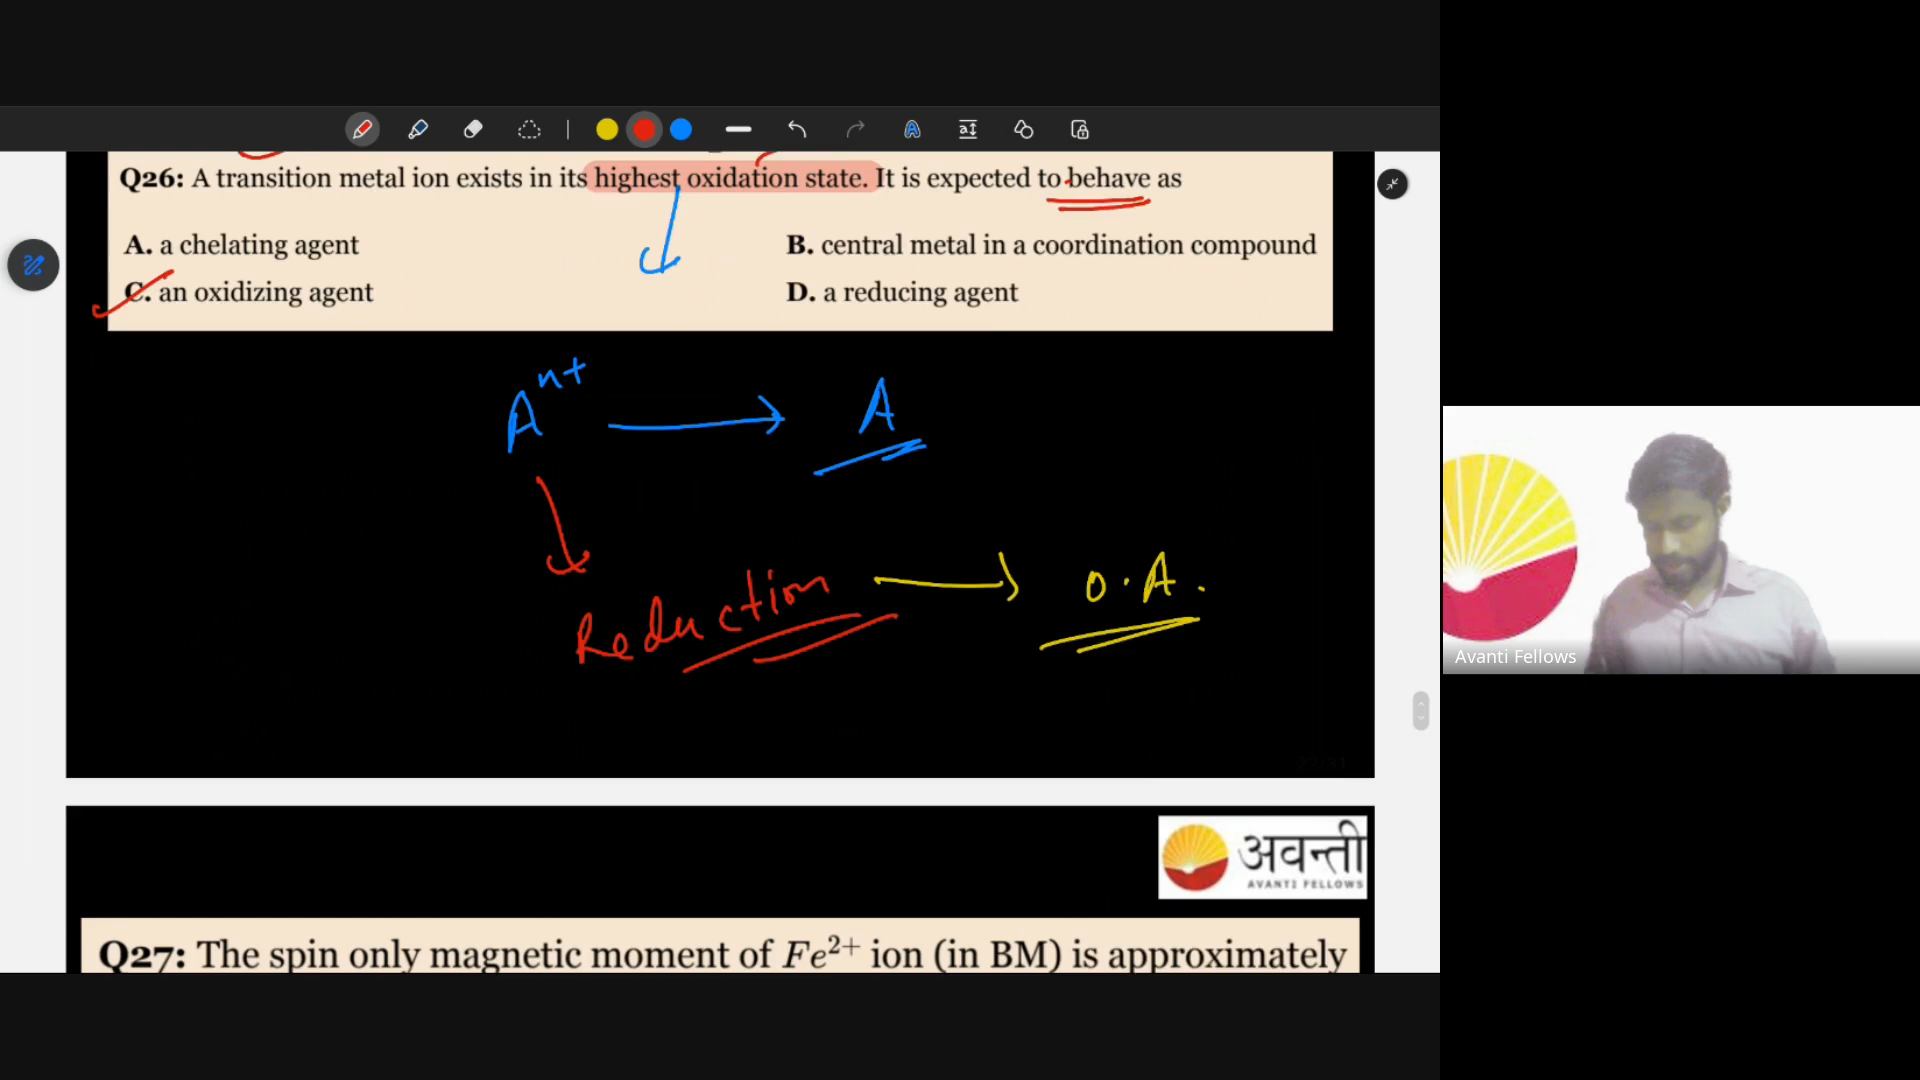 Q26: A transition metal ion exists in its highest oxidation state. It is expected to behave as
A. a chelating agent
B. central metal in a coordination compound
C. an oxidizing agent
D. a reducing agent
Aⁿ⁺ → A
Reduction → O.A.
Avanti Fellows
अवन्ती
AVANTI FELLOWS
Q27: The spin only magnetic moment of Fe²⁺ ion (in BM) is approximately